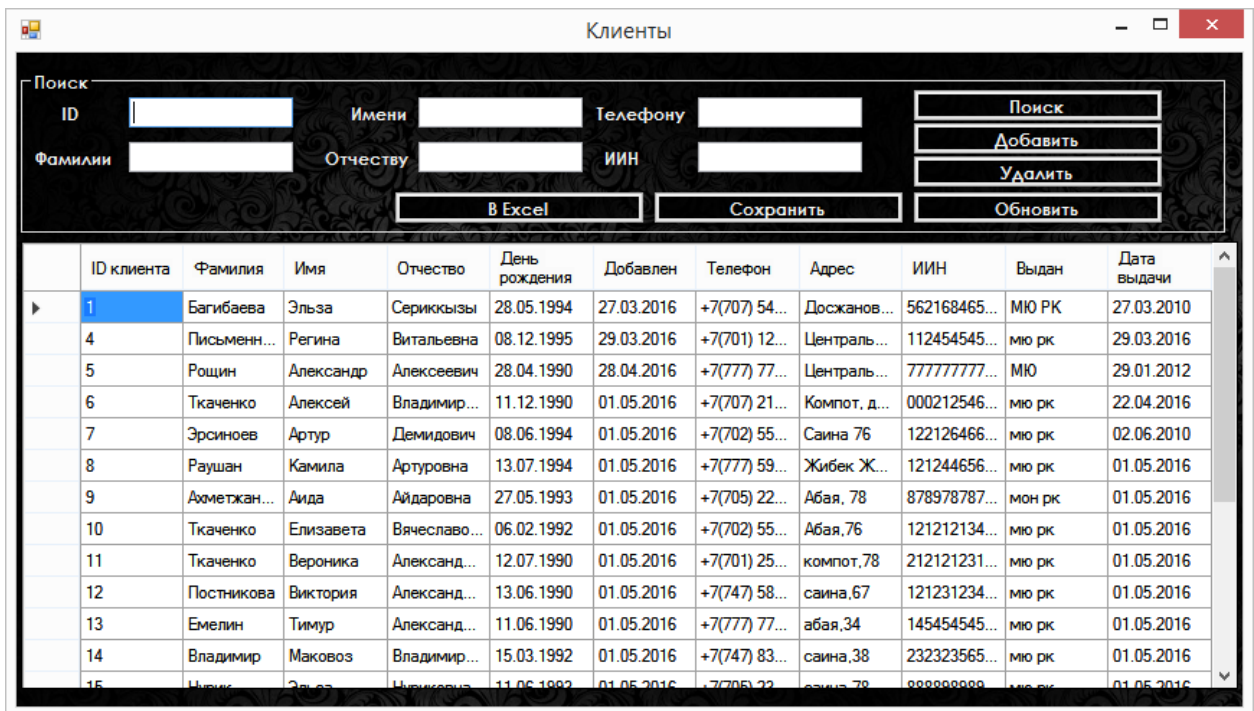 Клиенты
Поиск
ID Имени Телефону Поиск
Добавить
Фамилии Отчеству ИИН
Удалить
В Excel Сохранить Обновить
ID клиента Фамилия Имя Отчество День рождения Добавлен Телефон Адрес ИИН Выдан Дата выдачи
1 Багибаева Эльза Сериккызы 28.05.1994 27.03.2016 +7(707) 54... Досжанов... 562168465... МЮ РК 27.03.2010
4 Письменн... Регина Витальевна 08.12.1995 29.03.2016 +7(701) 12... Централь... 112454545... мю рк 29.03.2016
5 Рощин Александр Алексеевич 28.04.1990 28.04.2016 +7(777) 77... Централь... 777777777... МЮ 29.01.2012
6 Ткаченко Алексей Владимир... 11.12.1990 01.05.2016 +7(707) 21... Компот, д... 000212546... мю рк 22.04.2016
7 Эрсиноев Артур Демидович 08.06.1994 01.05.2016 +7(702) 55... Саина 76 122126466... мю рк 02.06.2010
8 Раушан Камила Артуровна 13.07.1994 01.05.2016 +7(777) 59... Жибек Ж... 121244656... мю рк 01.05.2016
9 Ахметжан... Аида Айдаровна 27.05.1993 01.05.2016 +7(705) 22... Абая, 78 878978787... мон рк 01.05.2016
10 Ткаченко Елизавета Вячеславо... 06.02.1992 01.05.2016 +7(702) 55... Абая,76 121212134... мю рк 01.05.2016
11 Ткаченко Вероника Александ... 12.07.1990 01.05.2016 +7(701) 25... компот,78 212121231... мю рк 01.05.2016
12 Постникова Виктория Александ... 13.06.1990 01.05.2016 +7(747) 58... саина,67 121231234... мю рк 01.05.2016
13 Емелин Тимур Александ... 11.06.1990 01.05.2016 +7(777) 77... абая,34 145454545... мю рк 01.05.2016
14 Владимир Маковоз Владимир... 15.03.1992 01.05.2016 +7(747) 83... саина,38 232323565... мю рк 01.05.2016
15 11.06.1992 01.05.2016 01.05.2016